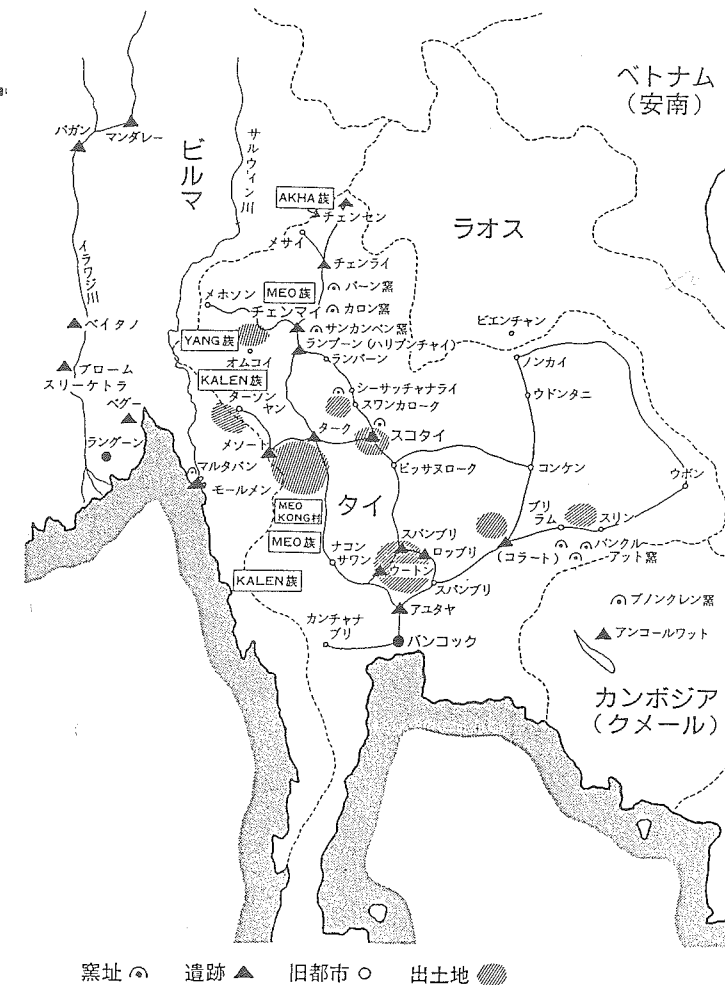 ベトナム
（安南）
パガン
マンダレー
ビルマ
サルウィン川
AKHA族
チェンセン
ラオス
メサイ
イラワジ川
チェンライ
バーン窯
メホソン
MEO族
カロン窯
チェンマイ
ベイタノ
サンカンペン窯
ビエンチャン
YANG族
ランプーン（ハリプンチャイ）
オムコイ
ランパーン
ノンカイ
プローム
スリーケトラ
KALEN族
シーサッチャナライ
ウドンタニ
ペグー
ターソン
ヤン
スワンカローク
ラングーン
ターク
スコタイ
メソート
ピッサヌローク
コンケン
マルタバン
ウボン
モールメン
MEO
KONG村
タイ
ブリ
ラム
スリン
MEO族
ナコン
サワン
スパンブリ
ロッブリ
（コラート）
バンクル
アット窯
ウートン
スパンブリ
KALEN族
アユタヤ
プノンクレン窯
カンチャナ
ブリ
バンコック
アンコールワット
カンボジア
（クメール）
窯址 遺跡 ▲ 旧都市 ○ 出土地